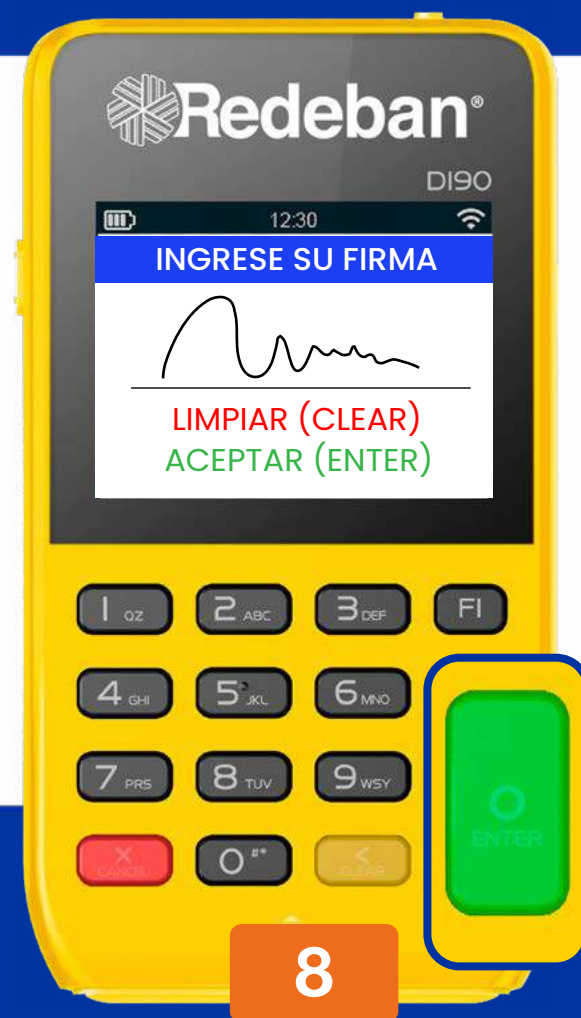 Redeban®
DI90
12:30
INGRESE SU FIRMA
LIMPIAR (CLEAR)
ACEPTAR (ENTER)
1 QZ 2 ABC 3 DEF FI
4 GHI 5 JKL 6 MNO
7 PRS 8 TUV 9 WSY
X CANCEL 0 #* < CLEAR O ENTER
8